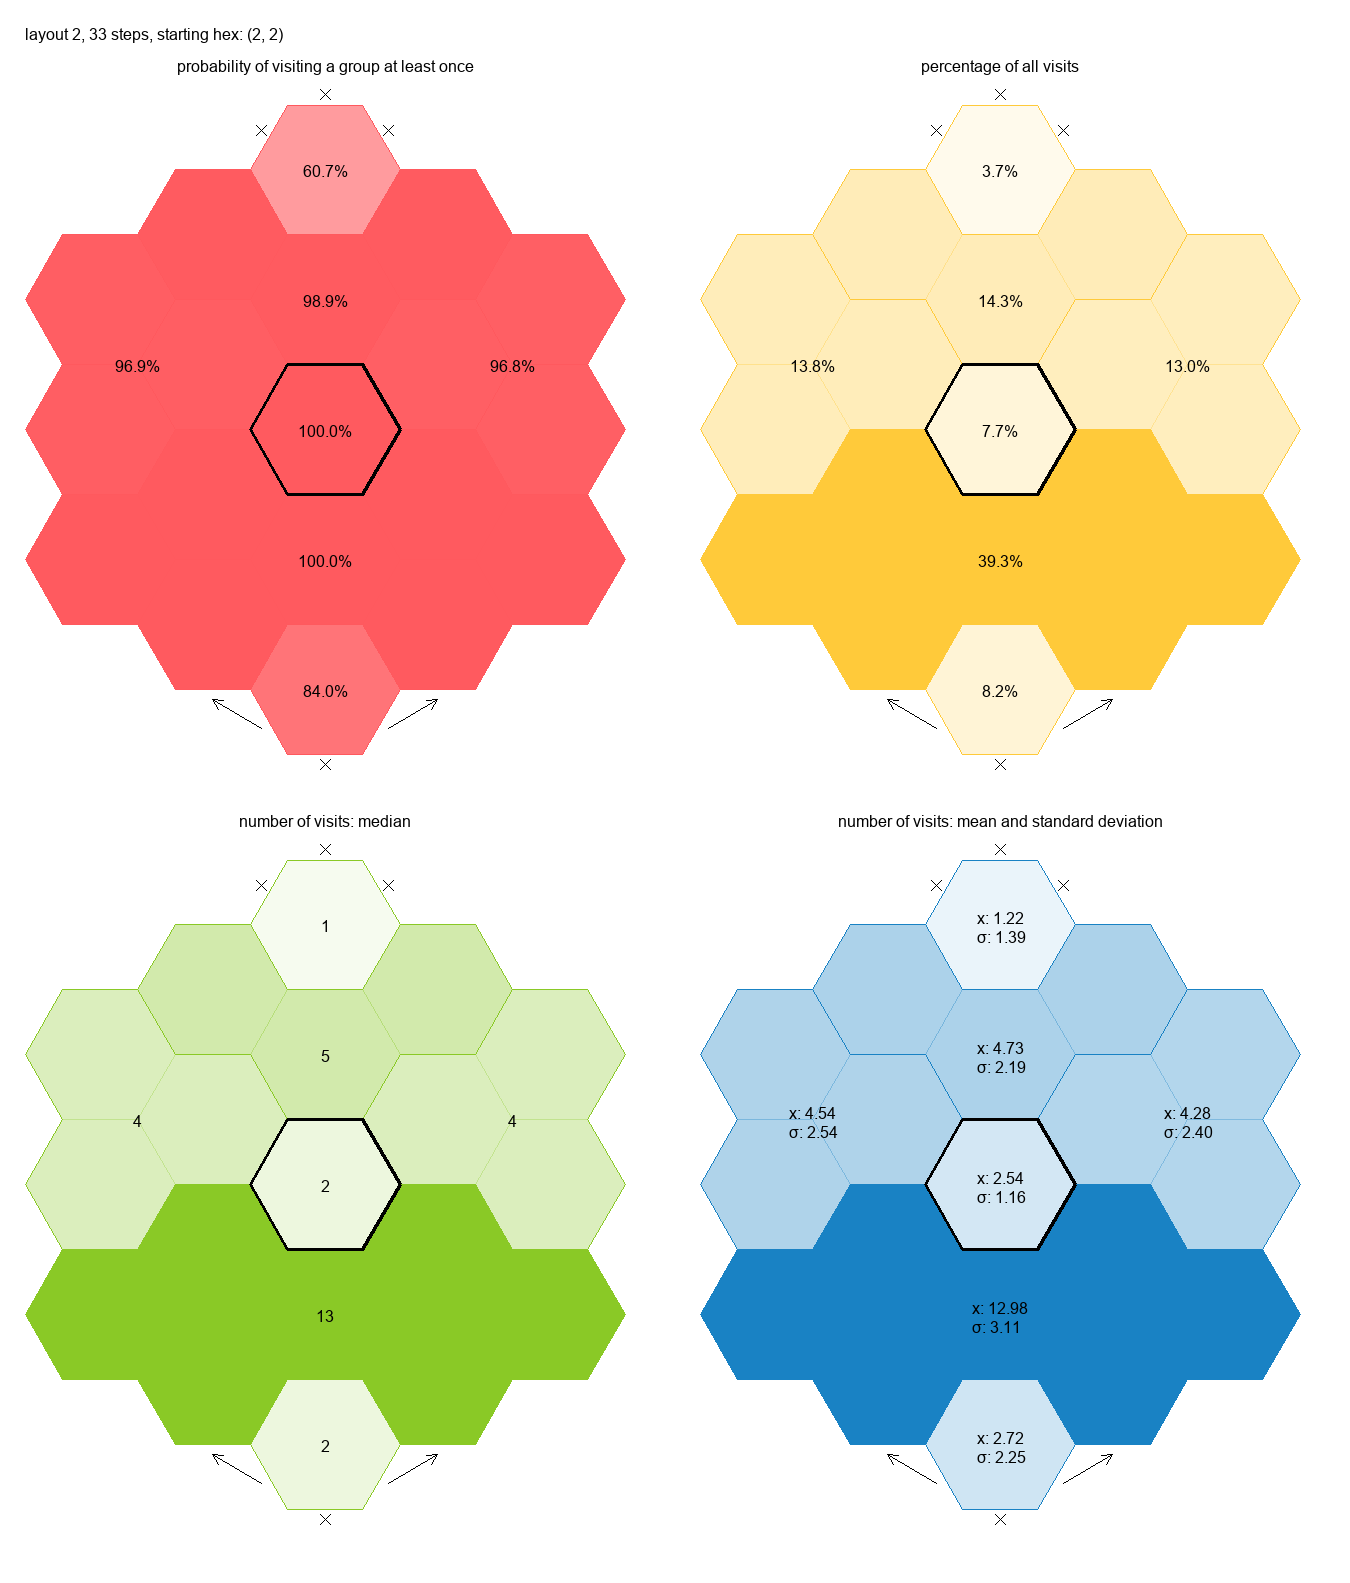 layout 2, 33 steps, starting hex: (2, 2)
probability of visiting a group at least once
60.7%
98.9%
96.9%
96.8%
100.0%
100.0%
84.0%
percentage of all visits
3.7%
14.3%
13.8%
13.0%
7.7%
39.3%
8.2%
number of visits: median
1
5
4
4
2
13
2
number of visits: mean and standard deviation
x: 1.22
σ: 1.39
x: 4.73
σ: 2.19
x: 4.54
σ: 2.54
x: 4.28
σ: 2.40
x: 2.54
σ: 1.16
x: 12.98
σ: 3.11
x: 2.72
σ: 2.25